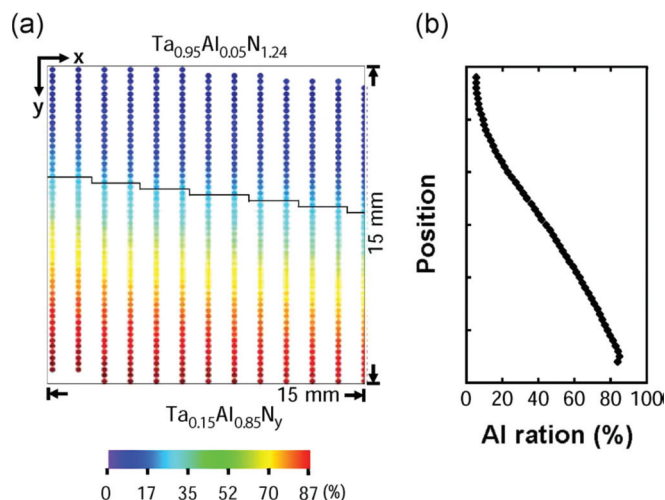 (a)
Ta0.95Al0.05N1.24
x
y
15 mm
15 mm
Ta0.15Al0.85Ny
0 17 35 52 70 87 (%)
(b)
Position
0 20 40 60 80 100
Al ration (%)